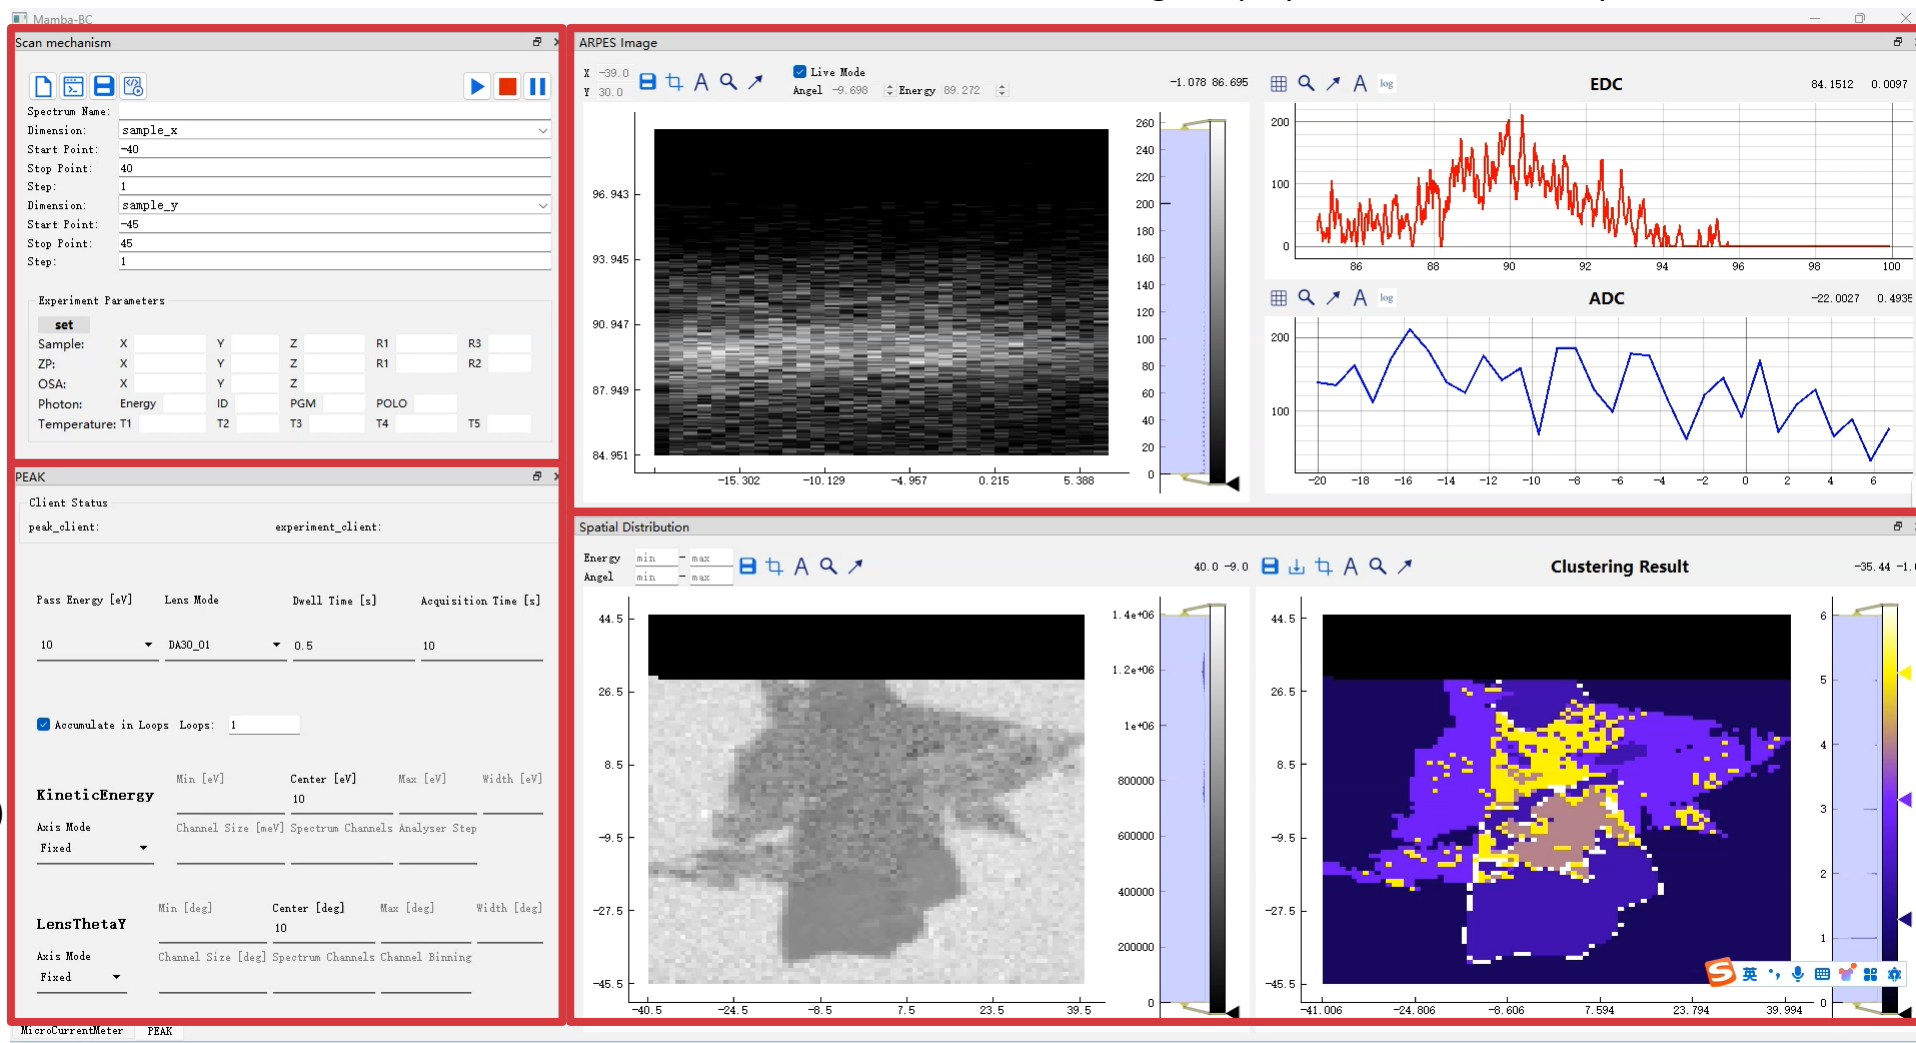 Mamba-BC
Scan mechanism
Spectrum Name:
Dimension: sample_x
Start Point: -40
Stop Point: 40
Step: 1
Dimension: sample_y
Start Point: -45
Stop Point: 45
Step: 1
Experiment Parameters
set
Sample: X Y Z R1 R3
ZP: X Y Z R1 R2
OSA: X Y Z
Photon: Energy ID PGM POLO
Temperature: T1 T2 T3 T4 T5
PEAK
Client Status
peak_client: experiment_client:
Pass Energy [eV] Lens Mode Dwell Time [s] Acquisition Time [s]
10 DA30_01 0.5 10
Accumulate in Loops Loops: 1
Min [eV] Center [eV] Max [eV] Width [eV]
KineticEnergy 10
Axis Mode Channel Size [meV] Spectrum Channels Analyser Step
Fixed
Min [deg] Center [deg] Max [deg] Width [deg]
LensThetaY 10
Axis Mode Channel Size [deg] Spectrum Channels Channel Binning
Fixed
MicroCurrentMeter PEAK
ARPES Image
X -39.0
Y 30.0
A
Live Mode
Angel -9.698 Energy 89.272
-1.078 86.695
96.943
93.945
90.947
87.949
84.951
-15.302 -10.129 -4.957 0.215 5.388
260
240
220
200
180
160
140
120
100
80
60
40
20
0
A log EDC 84.1512 0.0097
200
100
0
86 88 90 92 94 96 98 100
A log ADC -22.0027 0.4935
200
100
-20 -18 -16 -14 -12 -10 -8 -6 -4 -2 0 2 4 6
Spatial Distribution
Energy min - max
Angel min - max
A
40.0 -9.0
44.5
26.5
8.5
-9.5
-27.5
-45.5
-40.5 -24.5 -8.5 7.5 23.5 39.5
1.4e+06
1.2e+06
1e+06
800000
600000
400000
200000
0
A Clustering Result -35.44 -1.
44.5
26.5
8.5
-9.5
-27.5
-45.5
-41.006 -24.806 -8.606 7.594 23.794 39.994
6
5
4
3
2
1
0
S 英